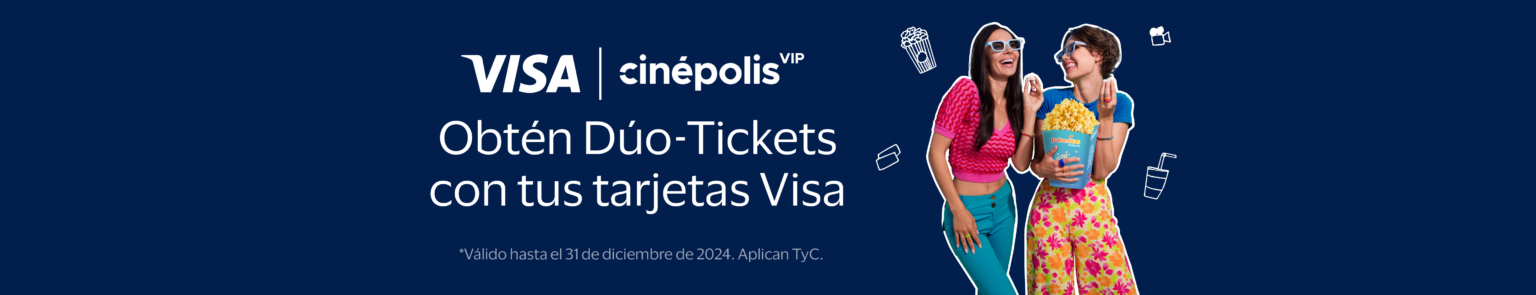 VISA | cinépolis VIP
Obtén Dúo-Tickets
con tus tarjetas Visa
*Válido hasta el 31 de diciembre de 2024. Aplican TyC.